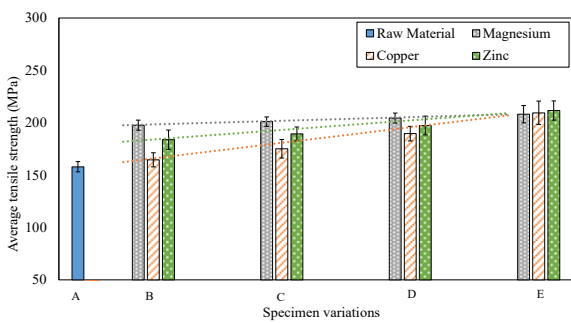 300
250
200
150
100
50
Average tensile strength (MPa)
Raw Material Magnesium
Copper Zinc
A B C D E
Specimen variations